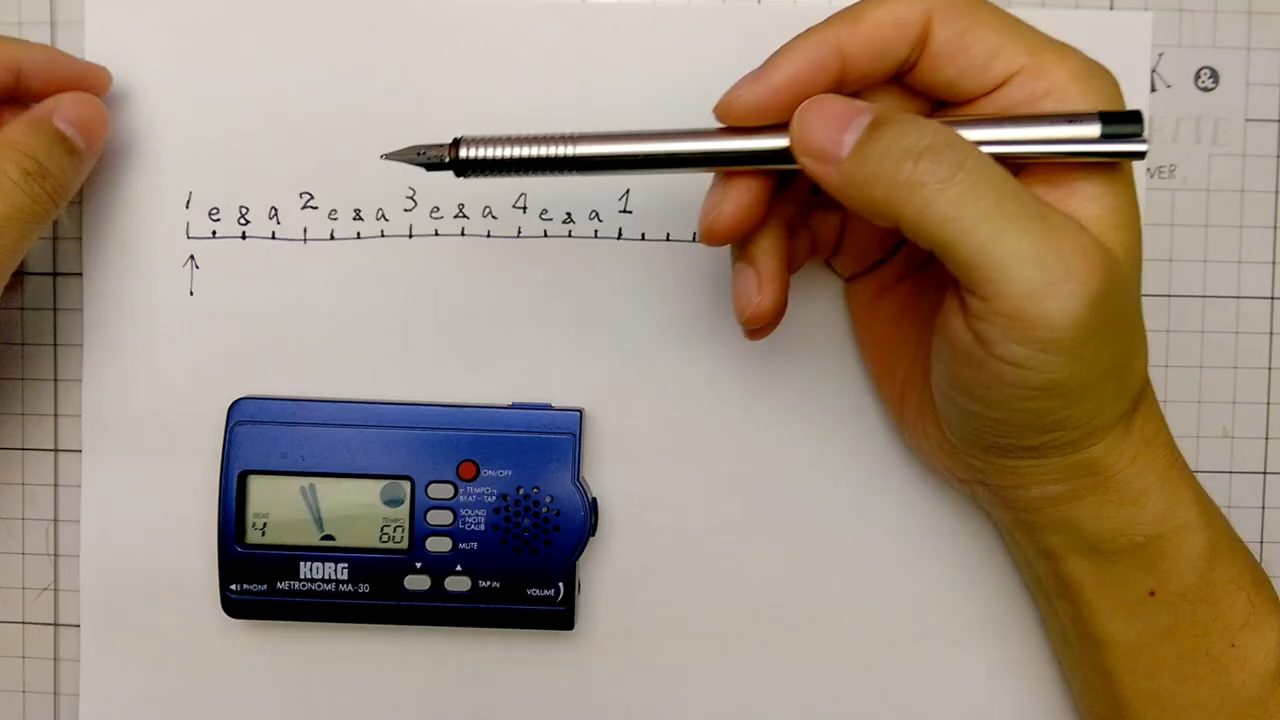 K &
WER
1 e & a 2 e & a 3 e & a 4 e & a 1
ON/OFF
TEMPO
BEAT-TAP
SOUND
NOTE
CALIB
MUTE
BEAT
4
TEMPO
60
KORG
METRONOME MA-30
E PHONE
TAP IN
VOLUME